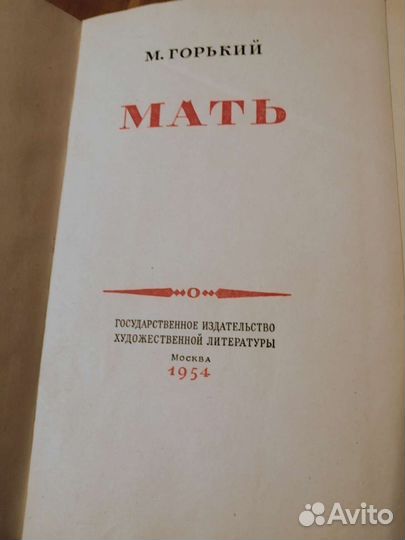 М. ГОРЬКИЙ
МАТЬ
ГОСУДАРСТВЕННОЕ ИЗДАТЕЛЬСТВО
ХУДОЖЕСТВЕННОЙ ЛИТЕРАТУРЫ
МОСКВА
1954
Avito